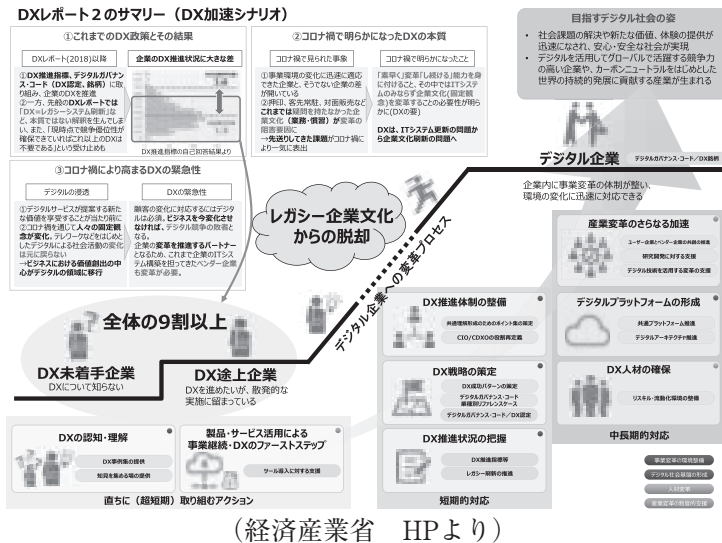 DXレポート２のサマリー（DX加速シナリオ）
①これまでのDX政策とその結果
DXレポート(2018)以降
①DX推進指標、デジタルガバナンス・コード（DX認定、銘柄）に取り組み、企業のDXを推進
②一方、先般のDXレポートでは「DX=レガシーシステム刷新」など、本質ではない解釈を生んでしまい、また、「現時点で競争優位性が確保できていればこれ以上のDXは不要である」という受け止めも
企業のDX推進状況に大きな差
DX推進指標の自己回答結果より
②コロナ禍で明らかになったDXの本質
コロナ禍で見られた事象
①事業環境の変化に迅速に適応できた企業と、そうでない企業の差が開いている
②押印、客先常駐、対面販売などこれまでは疑問を持たなかった企業文化（業務・慣習）が変革の阻害要因に
→先送りしてきた課題がコロナ禍により一気に表出
コロナ禍で明らかになったこと
「素早く」変革「し続ける」能力を身に付けること、その中ではITシステムのみならず企業文化(固定観念)を変革することの必要性が明らかに(DXの要)
DXは、ITシステム更新の問題から企業文化刷新の問題へ
③コロナ禍により高まるDXの緊急性
デジタルの浸透
①デジタルサービスが提案する新たな価値を享受することが当たり前に
②コロナ禍を通して人々の固定観念が変化。テレワークなどをはじめとしたデジタルによる社会活動の変化は元に戻らない
→ビジネスにおける価値創出の中心がデジタルの領域に移行
DXの緊急性
顧客の変化に対応するにはデジタルは必須。ビジネスを今変化させなければ、デジタル競争の敗者となる。
企業の変革を推進するパートナーとなるため、これまで企業のITシステム構築を担ってきたベンダー企業も変革が必要。
目指すデジタル社会の姿
• 社会課題の解決や新たな価値、体験の提供が迅速になされ、安心・安全な社会が実現
• デジタルを活用してグローバルで活躍する競争力の高い企業や、カーボンニュートラルをはじめとした世界の持続的発展に貢献する産業が生まれる
デジタル企業
デジタルガバナンス・コード／DX銘柄
企業内に事業変革の体制が整い、環境の変化に迅速に対応できる
レガシー企業文化
からの脱却
デジタル企業への変革プロセス
全体の9割以上
DX未着手企業
DXについて知らない
DX途上企業
DXを進めたいが、散発的な
実施に留まっている
DXの認知・理解
DX事例集の提供
知見を集める場の提供
製品・サービス活用による
事業継続・DXのファーストステップ
ツール導入に対する支援
直ちに（超短期）取り組むアクション
DX推進体制の整備
共通理解形成のためのポイント集の策定
CIO/CDXOの役割再定義
DX戦略の策定
DX成功パターンの策定
デジタルガバナンス・コード
業種別リファレンスケース
デジタルガバナンス・コード/DX認定
DX推進状況の把握
DX推進指標等
レガシー刷新の推進
短期的対応
産業変革のさらなる加速
ユーザー企業とベンダー企業の共創の推進
研究開発に対する支援
デジタル技術を活用する変革の支援
デジタルプラットフォームの形成
共通プラットフォーム推進
デジタルアーキテクチャ推進
DX人材の確保
リスキル・流動化環境の整備
中長期的対応
事業変革の環境整備
デジタル社会基盤の形成
人材変革
産業変革の制度的支援
（経済産業省　HPより）